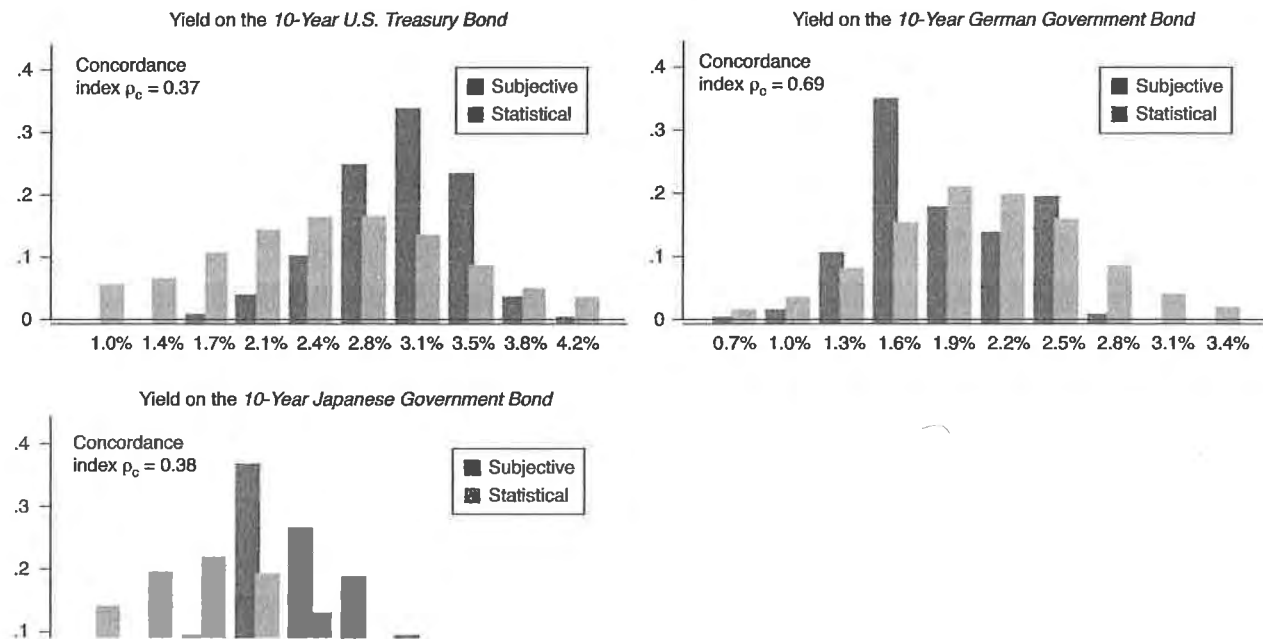 Yield on the 10-Year U.S. Treasury Bond
Concordance
index ρc = 0.37
Subjective
Statistical
.4
.3
.2
.1
0
1.0% 1.4% 1.7% 2.1% 2.4% 2.8% 3.1% 3.5% 3.8% 4.2%
Yield on the 10-Year German Government Bond
Concordance
index ρc = 0.69
Subjective
Statistical
.4
.3
.2
.1
0
0.7% 1.0% 1.3% 1.6% 1.9% 2.2% 2.5% 2.8% 3.1% 3.4%
Yield on the 10-Year Japanese Government Bond
Concordance
index ρc = 0.38
Subjective
Statistical
.4
.3
.2
.1